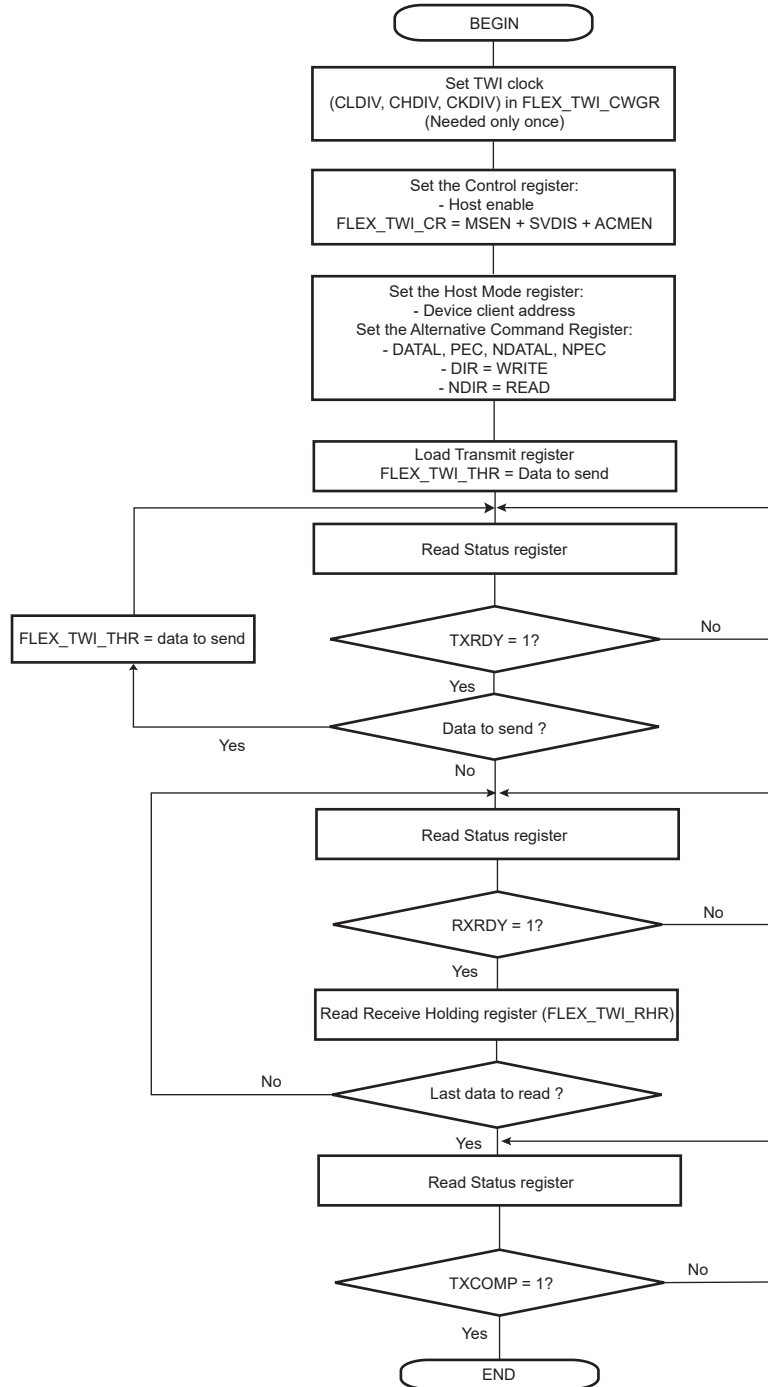 BEGIN
Set TWI clock
(CLDIV, CHDIV, CKDIV) in FLEX_TWI_CWGR
(Needed only once)
Set the Control register:
- Host enable
FLEX_TWI_CR = MSEN + SVDIS + ACMEN
Set the Host Mode register:
- Device client address
Set the Alternative Command Register:
- DATAL, PEC, NDATAL, NPEC
- DIR = WRITE
- NDIR = READ
Load Transmit register
FLEX_TWI_THR = Data to send
Read Status register
FLEX_TWI_THR = data to send
TXRDY = 1?
No
Yes
Data to send ?
Yes
No
Read Status register
RXRDY = 1?
No
Yes
Read Receive Holding register (FLEX_TWI_RHR)
No
Last data to read ?
Yes
Read Status register
TXCOMP = 1?
No
Yes
END